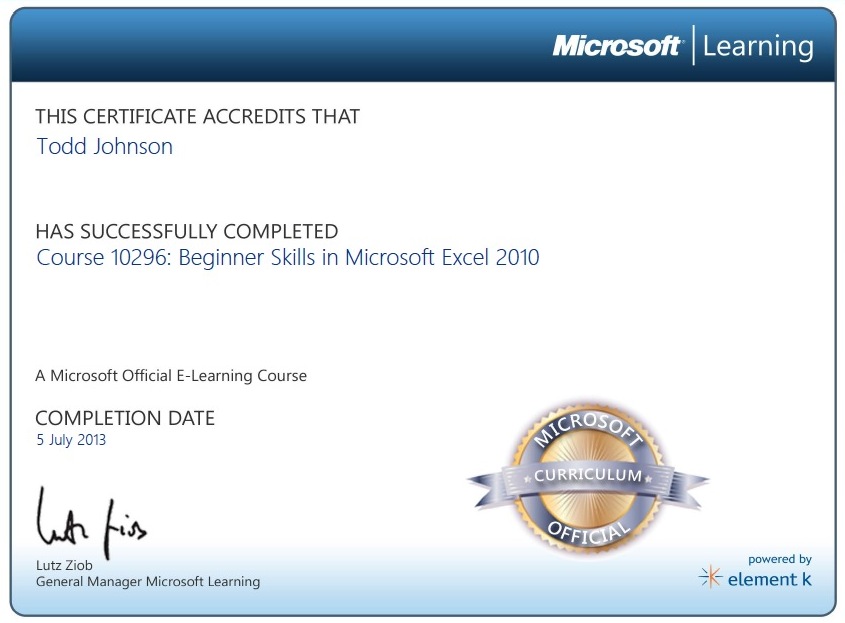 Microsoft Learning
THIS CERTIFICATE ACCREDITS THAT
Todd Johnson
HAS SUCCESSFULLY COMPLETED
Course 10296: Beginner Skills in Microsoft Excel 2010
A Microsoft Official E-Learning Course
COMPLETION DATE
5 July 2013
MICROSOFT
CURRICULUM
OFFICIAL
Lutz Ziob
Lutz Ziob
General Manager Microsoft Learning
powered by
element k